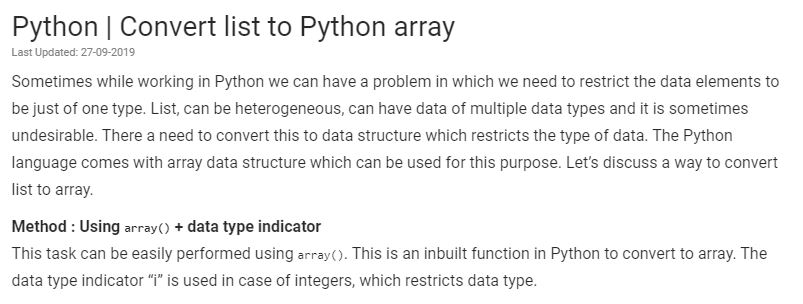 Python | Convert list to Python array
Last Updated: 27-09-2019
Sometimes while working in Python we can have a problem in which we need to restrict the data elements to
be just of one type. List, can be heterogeneous, can have data of multiple data types and it is sometimes
undesirable. There a need to convert this to data structure which restricts the type of data. The Python
language comes with array data structure which can be used for this purpose. Let’s discuss a way to convert
list to array.
Method : Using array() + data type indicator
This task can be easily performed using array(). This is an inbuilt function in Python to convert to array. The
data type indicator “i” is used in case of integers, which restricts data type.